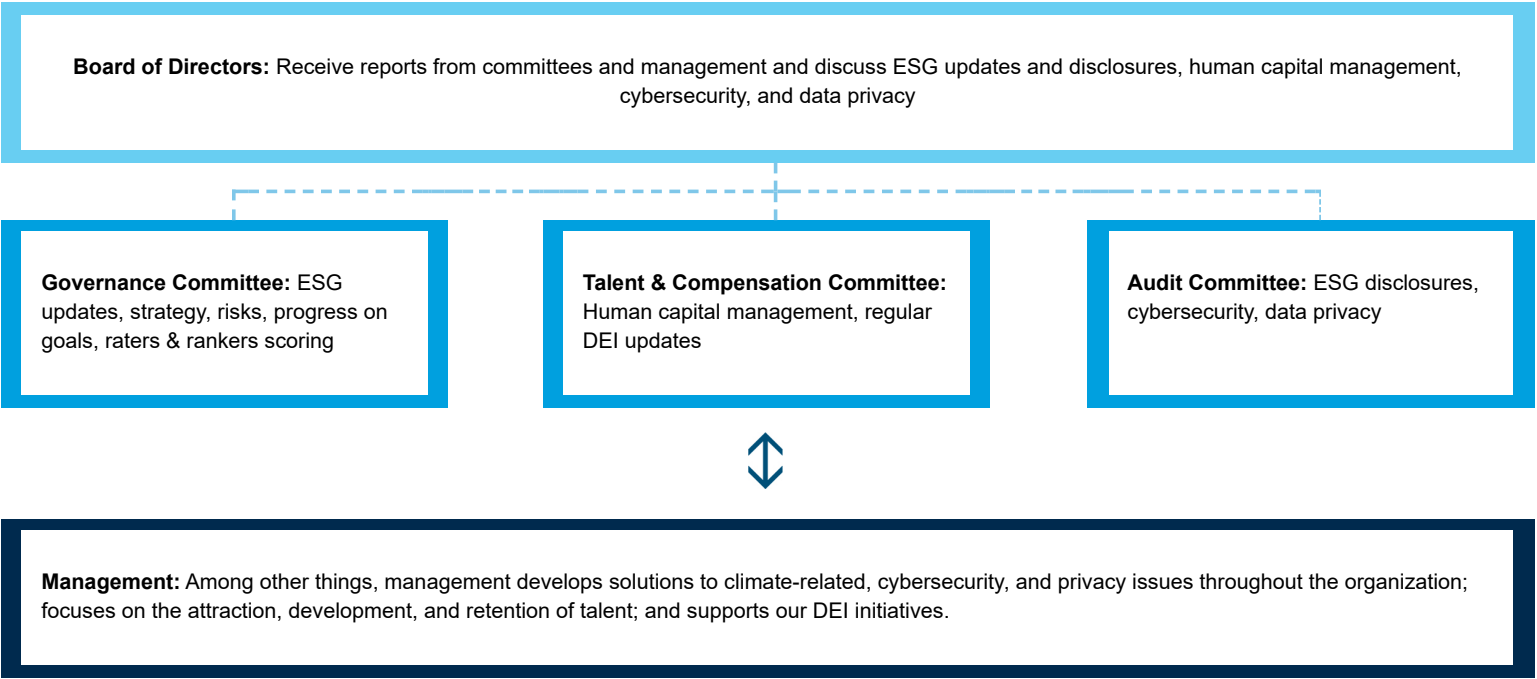 Board of Directors: Receive reports from committees and management and discuss ESG updates and disclosures, human capital management,
cybersecurity, and data privacy
Governance Committee: ESG
updates, strategy, risks, progress on
goals, raters & rankers scoring
Talent & Compensation Committee:
Human capital management, regular
DEI updates
Audit Committee: ESG disclosures,
cybersecurity, data privacy
Management: Among other things, management develops solutions to climate-related, cybersecurity, and privacy issues throughout the organization;
focuses on the attraction, development, and retention of talent; and supports our DEI initiatives.